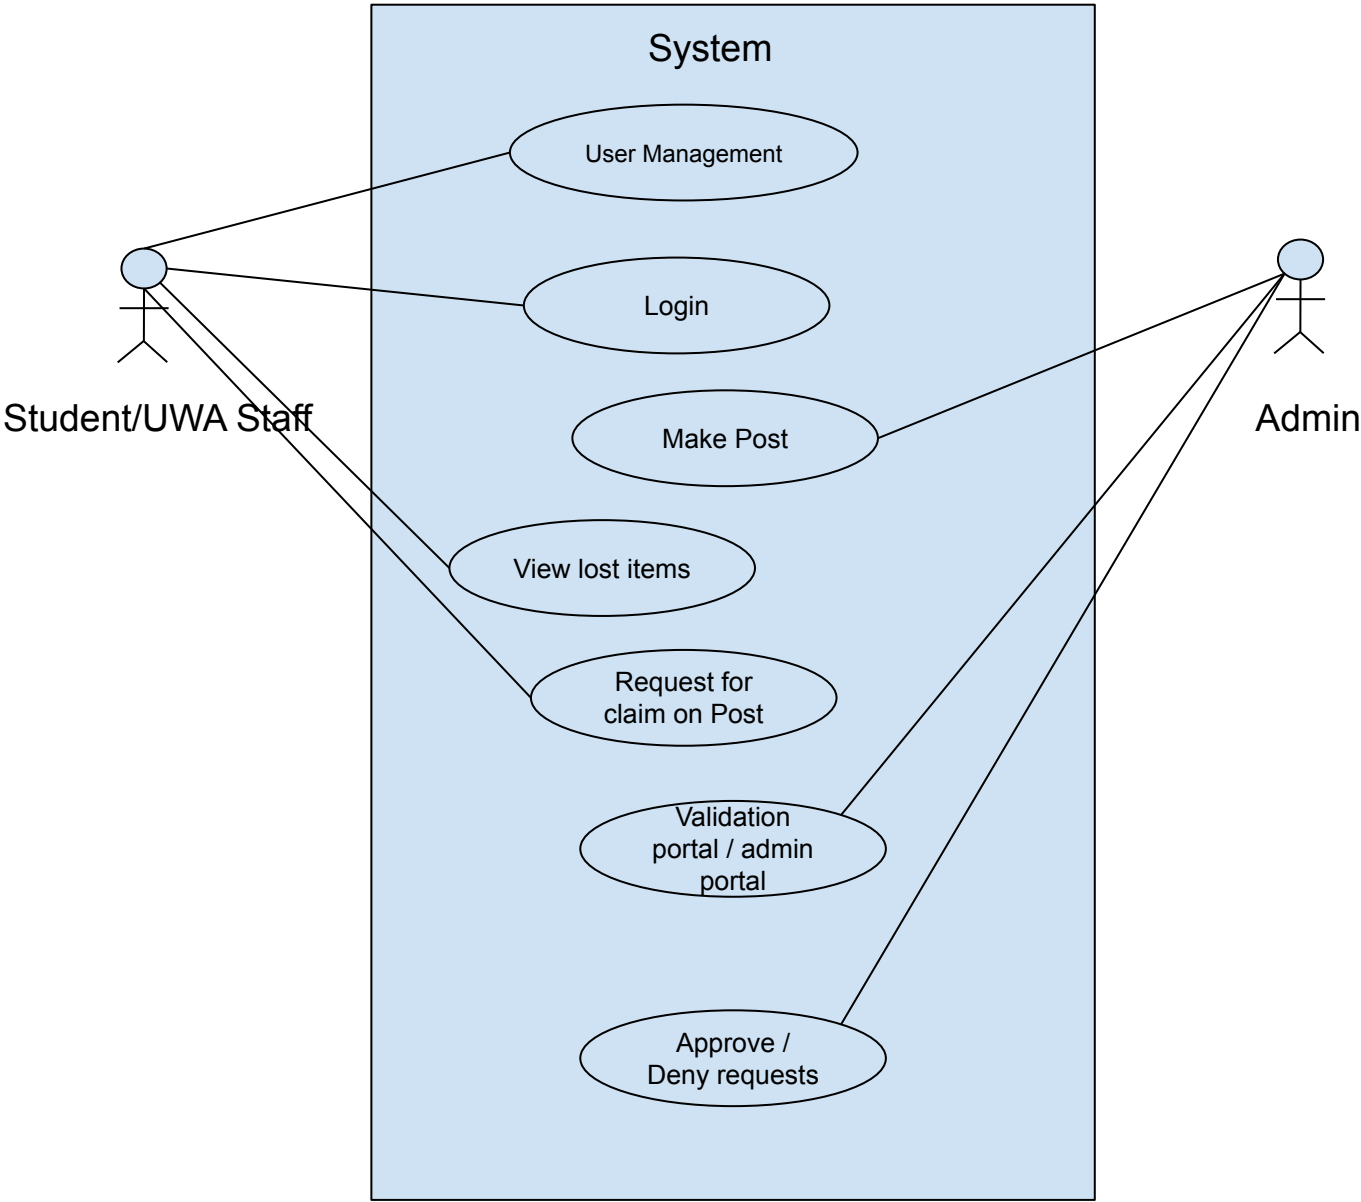 System
User Management
Login
Student/UWA Staff
Admin
Make Post
View lost items
Request for
claim on Post
Validation
portal / admin
portal
Approve /
Deny requests